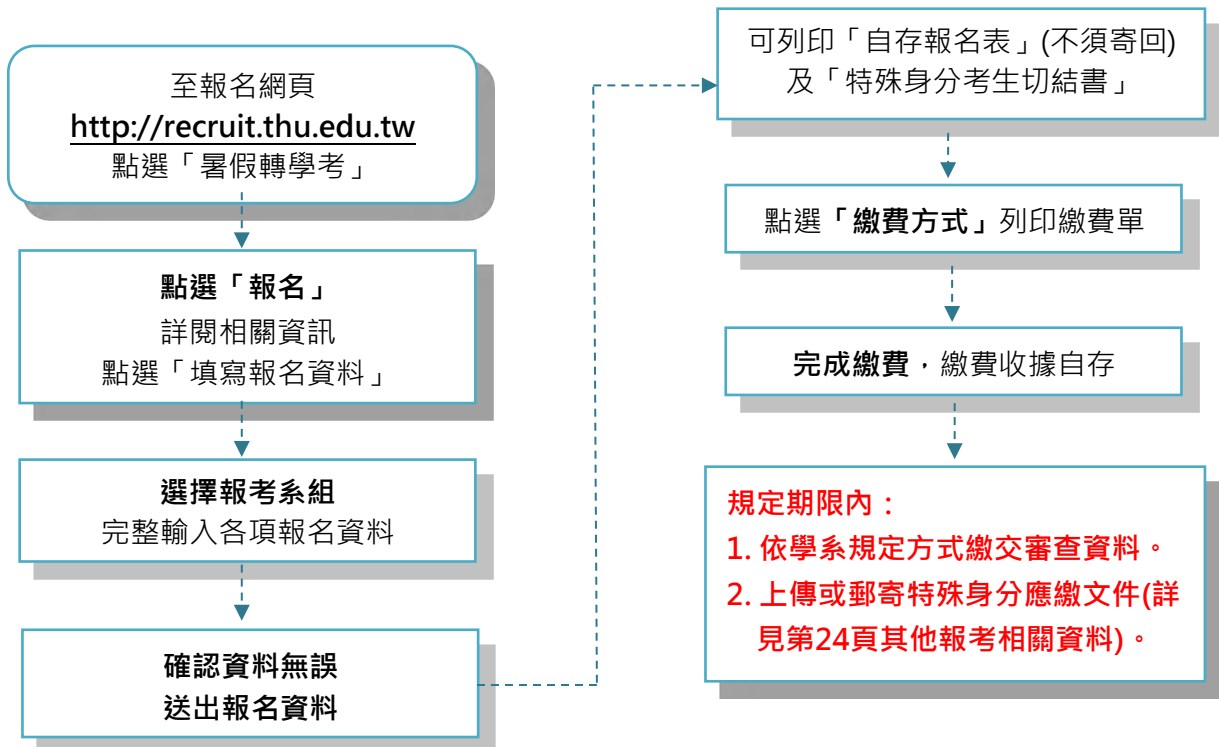 至報名網頁
http://recruit.thu.edu.tw
點選「暑假轉學考」
點選「報名」
詳閱相關資訊
點選「填寫報名資料」
選擇報考系組
完整輸入各項報名資料
確認資料無誤
送出報名資料
可列印「自存報名表」(不須寄回)
及「特殊身分考生切結書」
點選「繳費方式」列印繳費單
完成繳費，繳費收據自存
規定期限內：
1. 依學系規定方式繳交審查資料。
2. 上傳或郵寄特殊身分應繳文件(詳
見第24頁其他報考相關資料)。